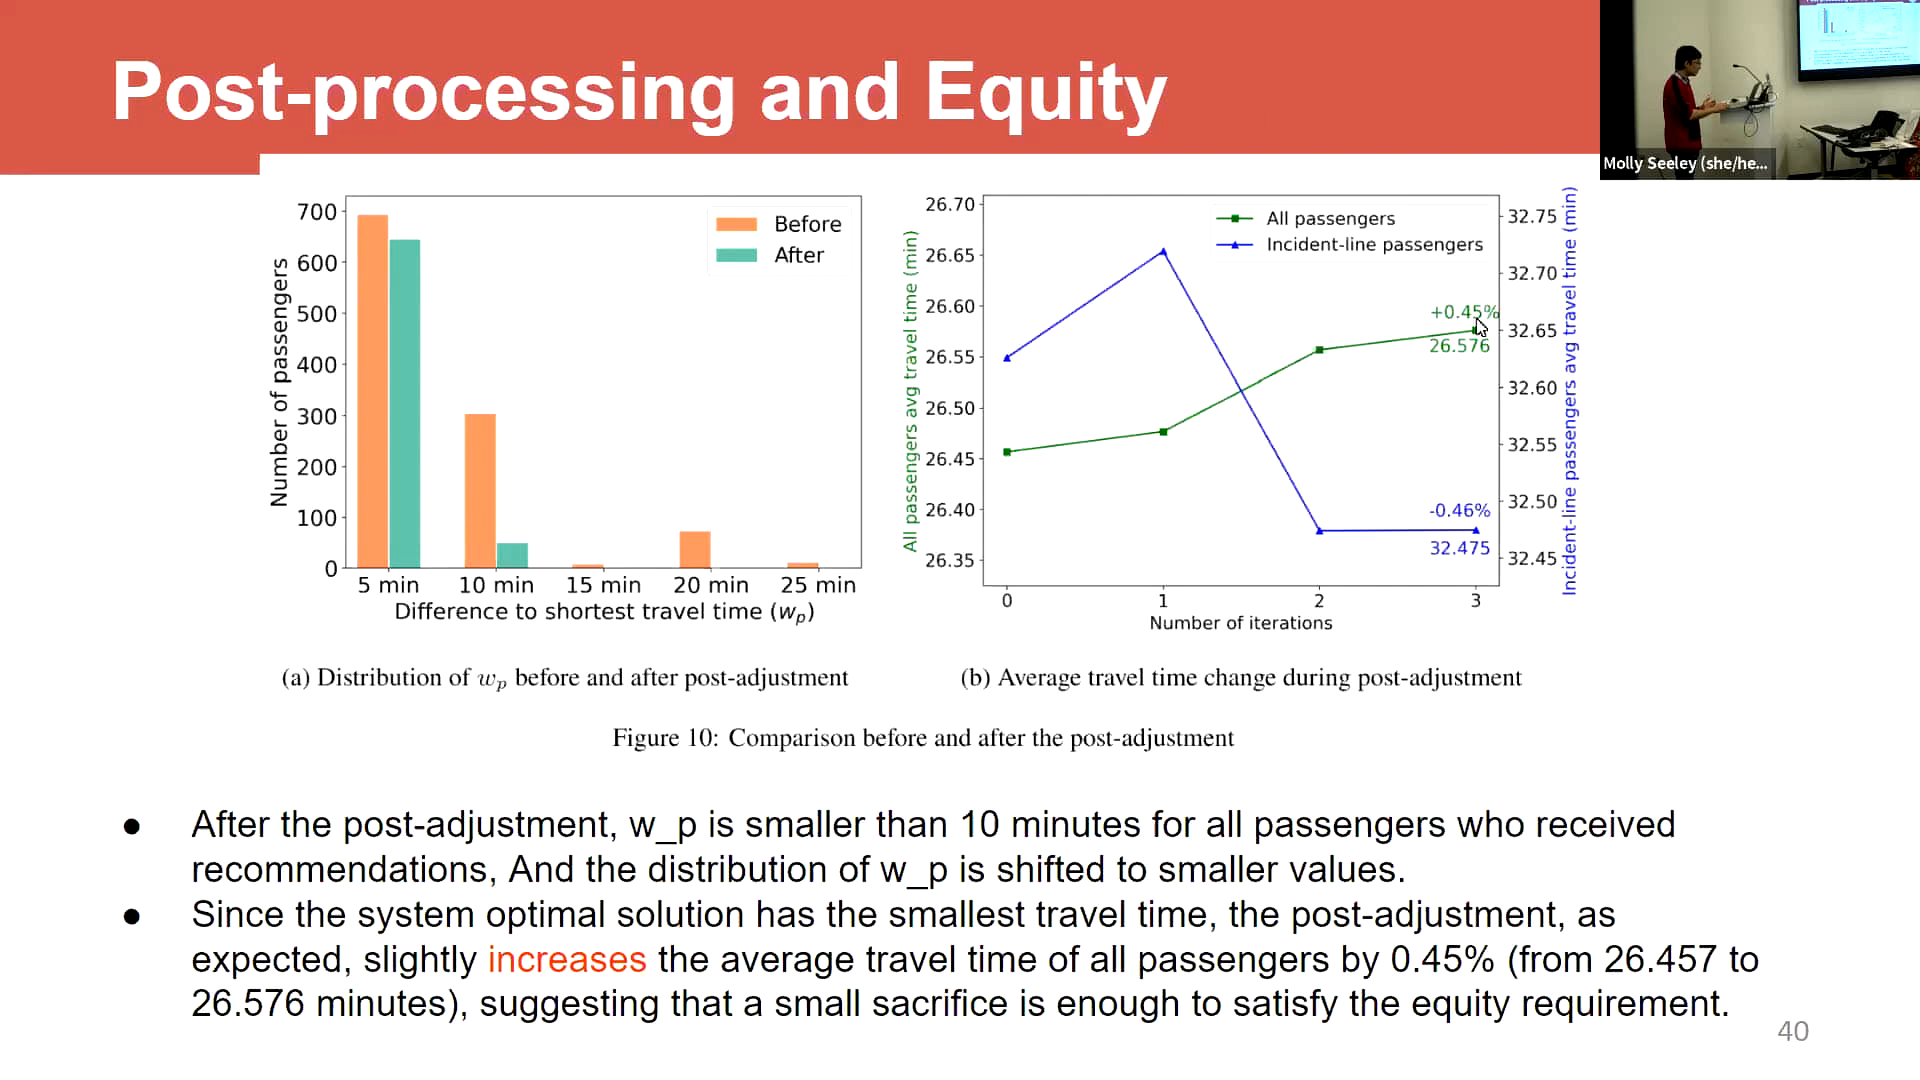 Post-processing and Equity
Molly Seeley (she/he...
700
600
500
400
300
200
100
0
Number of passengers
Before
After
5 min 10 min 15 min 20 min 25 min
Difference to shortest travel time (wp)
(a) Distribution of wp before and after post-adjustment
26.70
26.65
26.60
26.55
26.50
26.45
26.40
26.35
All passengers avg travel time (min)
All passengers
Incident-line passengers
+0.45%
26.576
-0.46%
32.475
32.75
32.70
32.65
32.60
32.55
32.50
32.45
Incident-line passengers avg travel time (min)
0 1 2 3
Number of iterations
(b) Average travel time change during post-adjustment
Figure 10: Comparison before and after the post-adjustment
● After the post-adjustment, w_p is smaller than 10 minutes for all passengers who received
recommendations, And the distribution of w_p is shifted to smaller values.
● Since the system optimal solution has the smallest travel time, the post-adjustment, as
expected, slightly increases the average travel time of all passengers by 0.45% (from 26.457 to
26.576 minutes), suggesting that a small sacrifice is enough to satisfy the equity requirement.
40